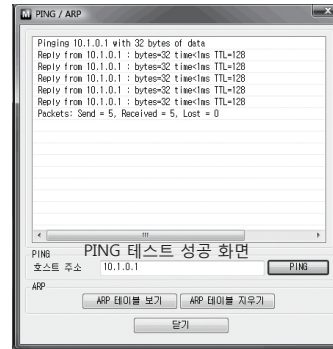 PING / ARP
Pinging 10.1.0.1 with 32 bytes of data
Reply from 10.1.0.1 : bytes=32 time<1ms TTL=128
Reply from 10.1.0.1 : bytes=32 time<1ms TTL=128
Reply from 10.1.0.1 : bytes=32 time<1ms TTL=128
Reply from 10.1.0.1 : bytes=32 time<1ms TTL=128
Reply from 10.1.0.1 : bytes=32 time<1ms TTL=128
Packets: Send = 5, Received = 5, Lost = 0
PING 테스트 성공 화면
PING
호스트 주소 10.1.0.1 PING
ARP
ARP 테이블 보기 ARP 테이블 지우기
닫기